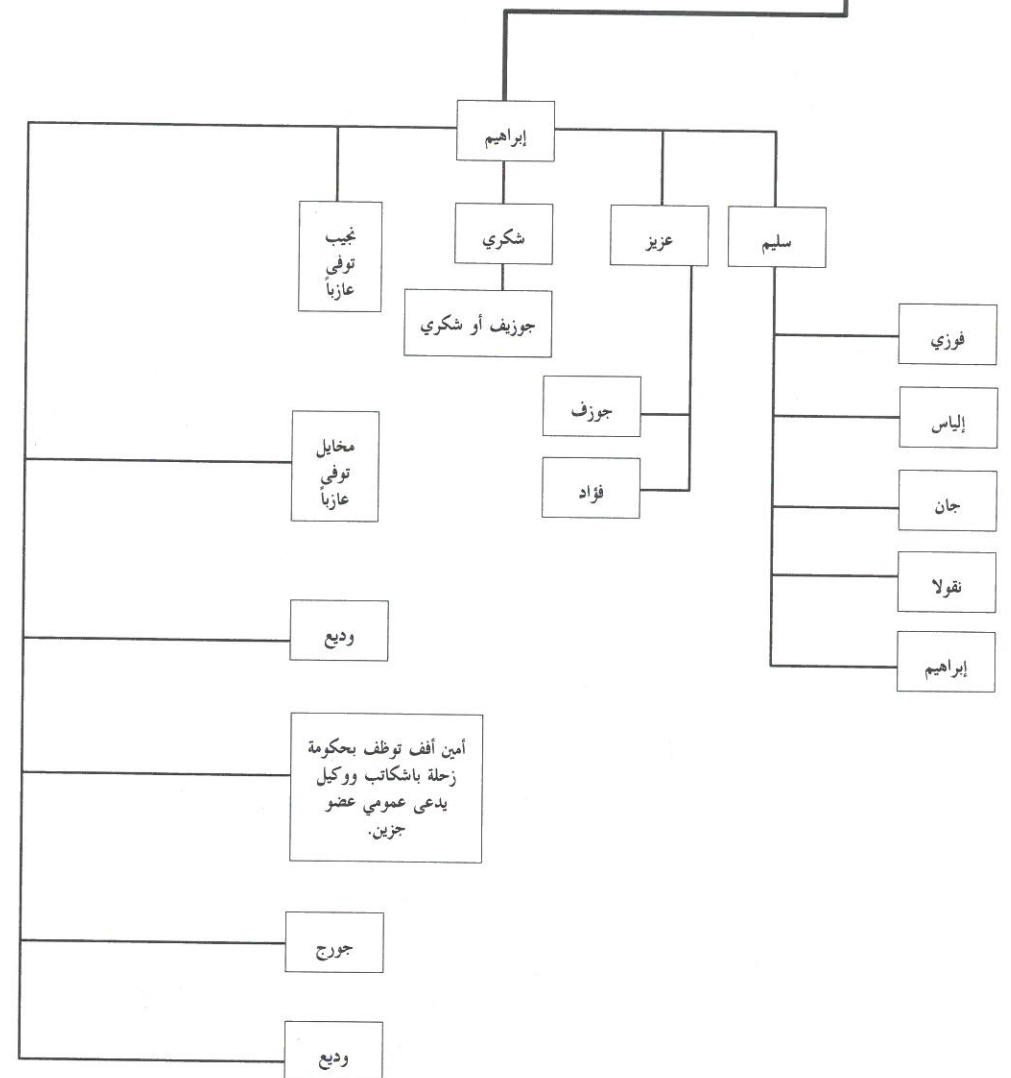 إبراهيم
سليم
عزيز
شكري
نجيب
توفي
عازباً
جوزيف أو شكري
فوزي
إلياس
جان
نقولا
إبراهيم
جوزف
فؤاد
مخايل
توفي
عازباً
وديع
أمين أفف توظف بحكومة
زحلة باشكاتب ووكيل
يدعى عمومي عضو
جزين.
جورج
وديع